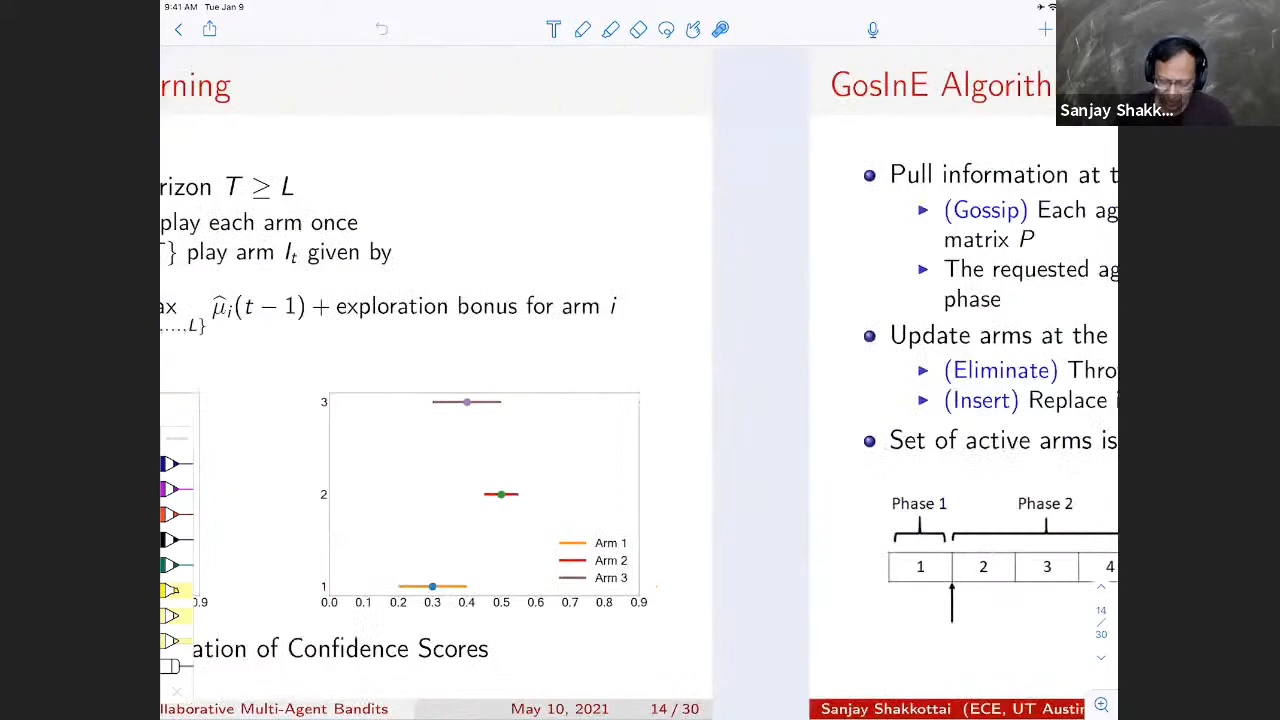 9:41 AM Tue Jan 9
T
Sanjay Shakk...
rning
rizon T ≥ L
play each arm once
} play arm I_t given by
ax μ̂_i(t − 1) + exploration bonus for arm i
....,L}
3
2
1
0.0 0.1 0.2 0.3 0.4 0.5 0.6 0.7 0.8 0.9
Arm 1
Arm 2
Arm 3
0.9
ation of Confidence Scores
llaborative Multi-Agent Bandits May 10, 2021 14 / 30
GosInE Algorith
Pull information at t
(Gossip) Each ag
matrix P
The requested ag
phase
Update arms at the
(Eliminate) Thro
(Insert) Replace i
Set of active arms is
Phase 1 Phase 2
1 2 3 4
14
/
30
Sanjay Shakkottai (ECE, UT Austin